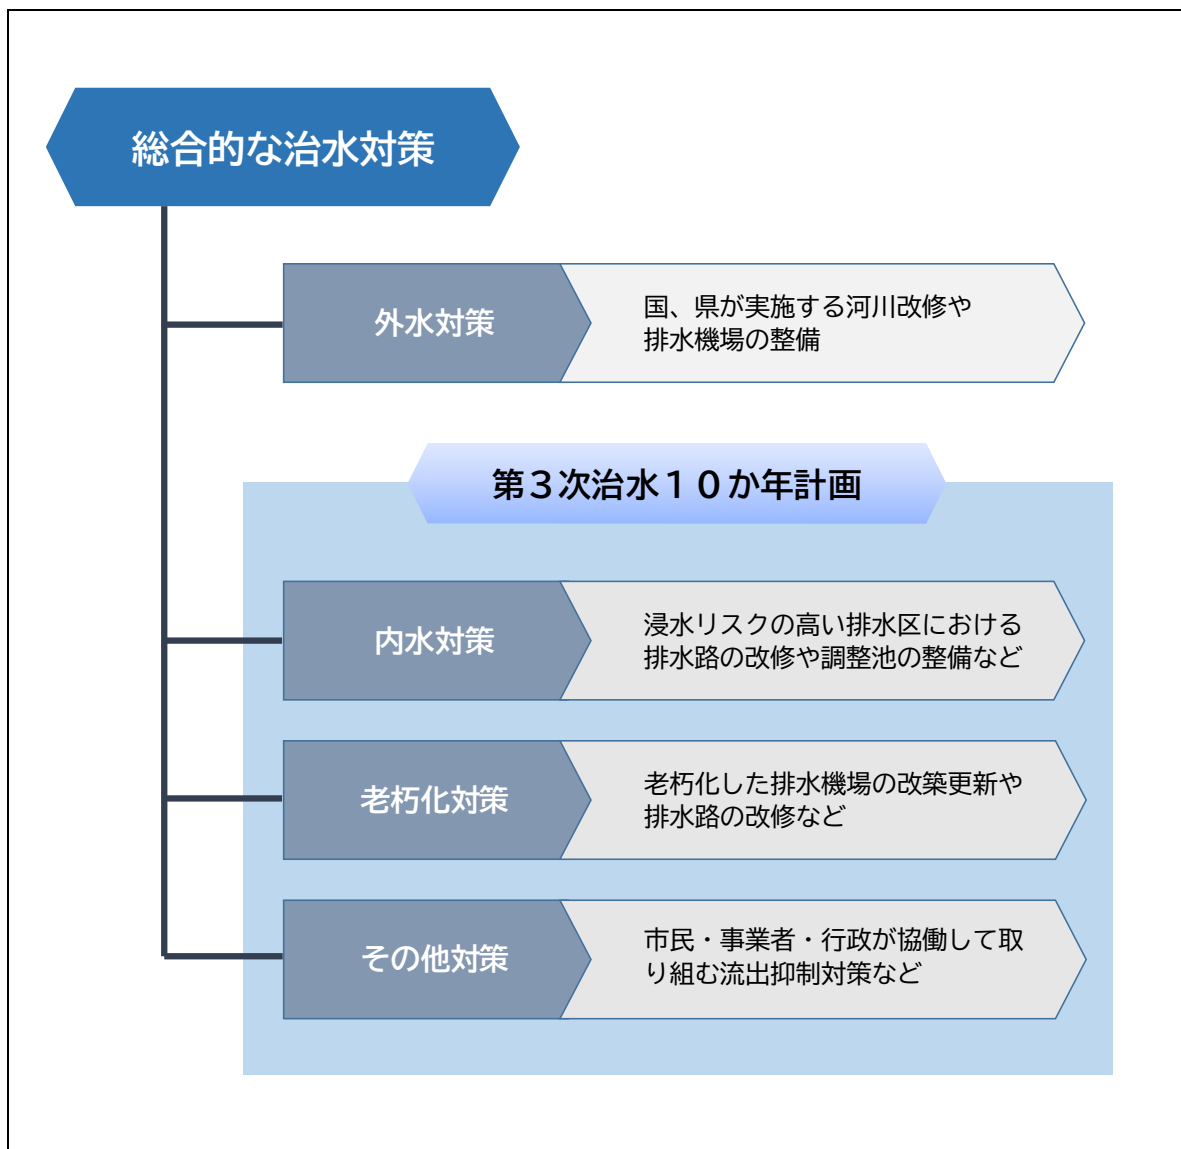 総合的な治水対策
外水対策
国、県が実施する河川改修や
排水機場の整備
第３次治水１０か年計画
内水対策
浸水リスクの高い排水区における
排水路の改修や調整池の整備など
老朽化対策
老朽化した排水機場の改築更新や
排水路の改修など
その他対策
市民・事業者・行政が協働して取
り組む流出抑制対策など